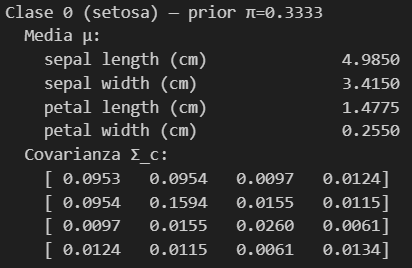 Clase 0 (setosa) — prior π=0.3333
Media μ:
sepal length (cm) 4.9850
sepal width (cm) 3.4150
petal length (cm) 1.4775
petal width (cm) 0.2550
Covarianza Σ_c:
[ 0.0953 0.0954 0.0097 0.0124]
[ 0.0954 0.1594 0.0155 0.0115]
[ 0.0097 0.0155 0.0260 0.0061]
[ 0.0124 0.0115 0.0061 0.0134]